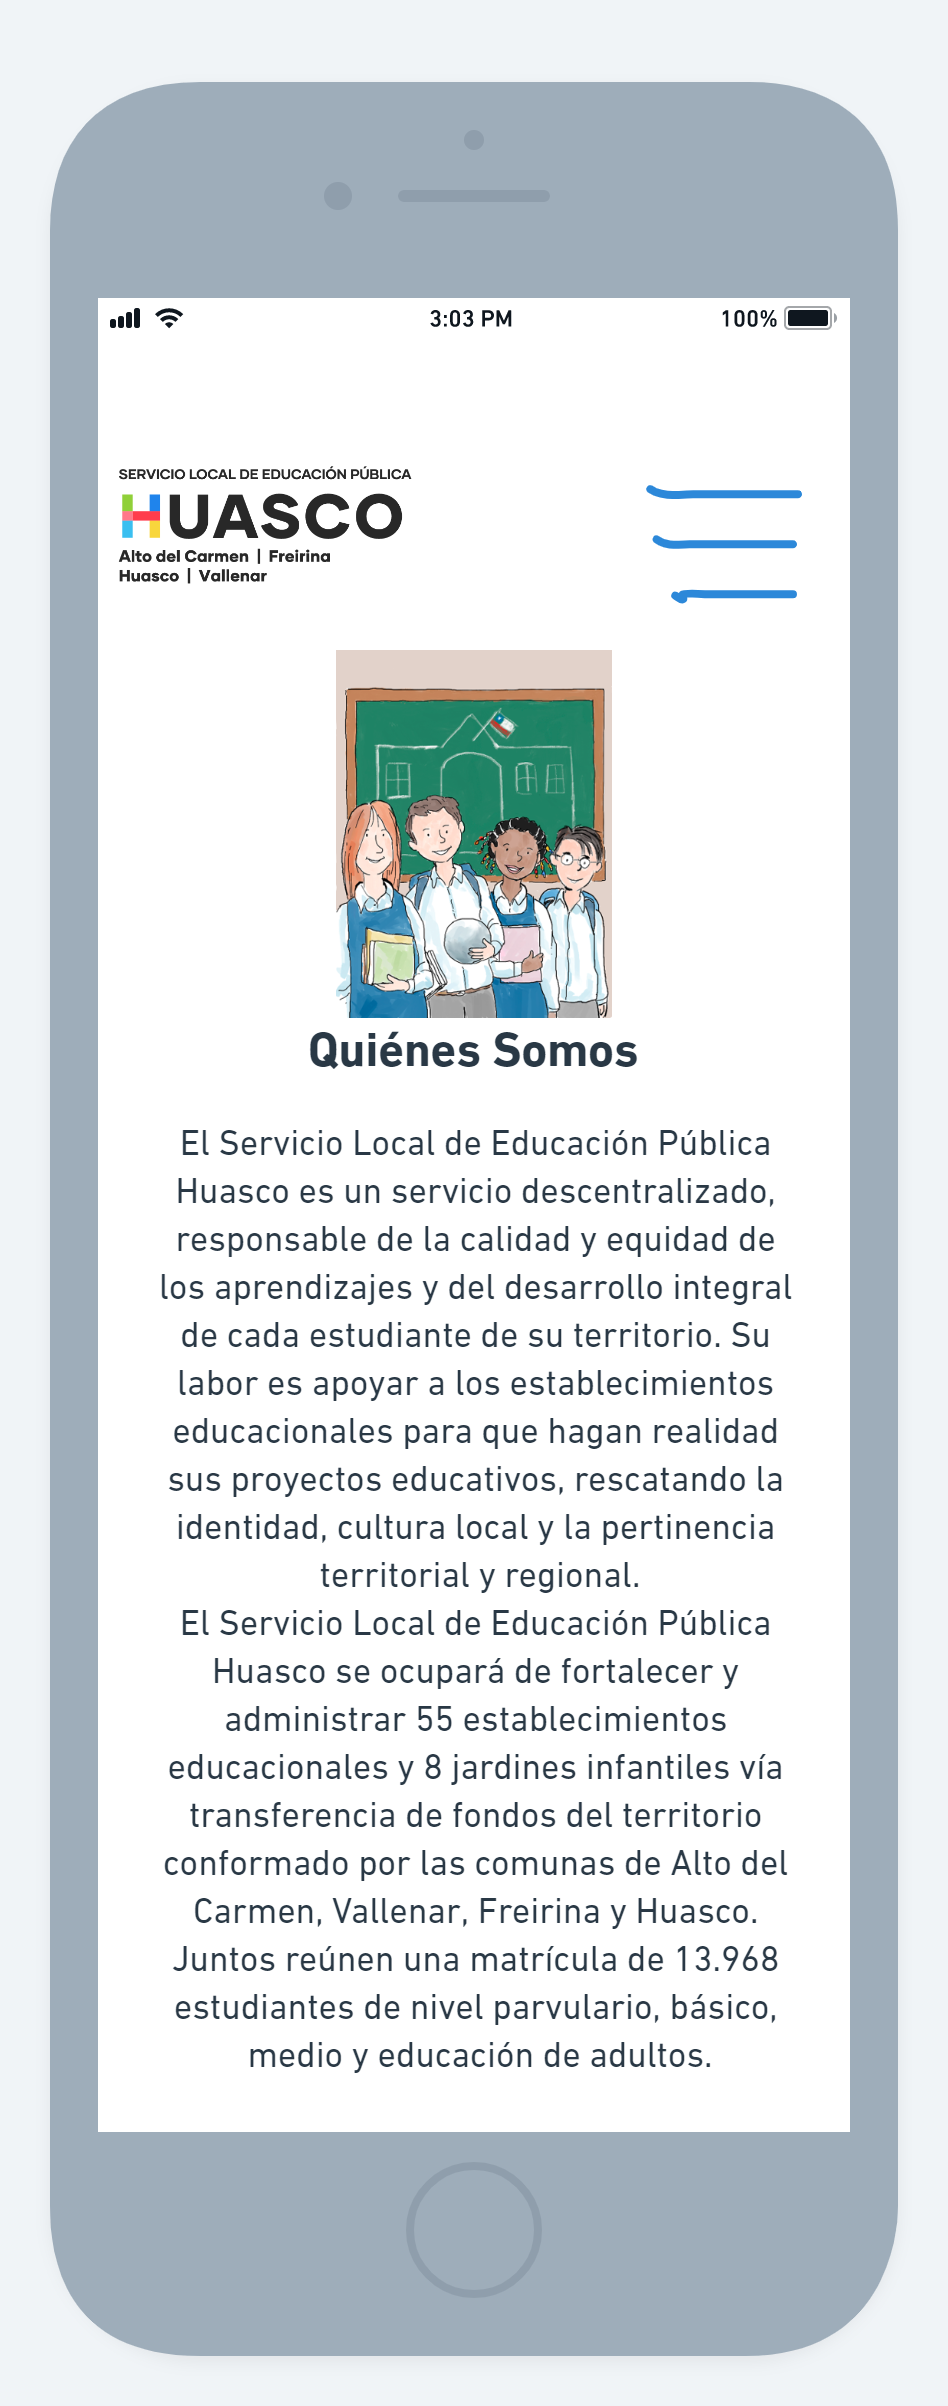 3:03 PM 100%
SERVICIO LOCAL DE EDUCACIÓN PÚBLICA
HUASCO
Alto del Carmen | Freirina
Huasco | Vallenar
Quiénes Somos
El Servicio Local de Educación Pública
Huasco es un servicio descentralizado,
responsable de la calidad y equidad de
los aprendizajes y del desarrollo integral
de cada estudiante de su territorio. Su
labor es apoyar a los establecimientos
educacionales para que hagan realidad
sus proyectos educativos, rescatando la
identidad, cultura local y la pertinencia
territorial y regional.
El Servicio Local de Educación Pública
Huasco se ocupará de fortalecer y
administrar 55 establecimientos
educacionales y 8 jardines infantiles vía
transferencia de fondos del territorio
conformado por las comunas de Alto del
Carmen, Vallenar, Freirina y Huasco.
Juntos reúnen una matrícula de 13.968
estudiantes de nivel parvulario, básico,
medio y educación de adultos.